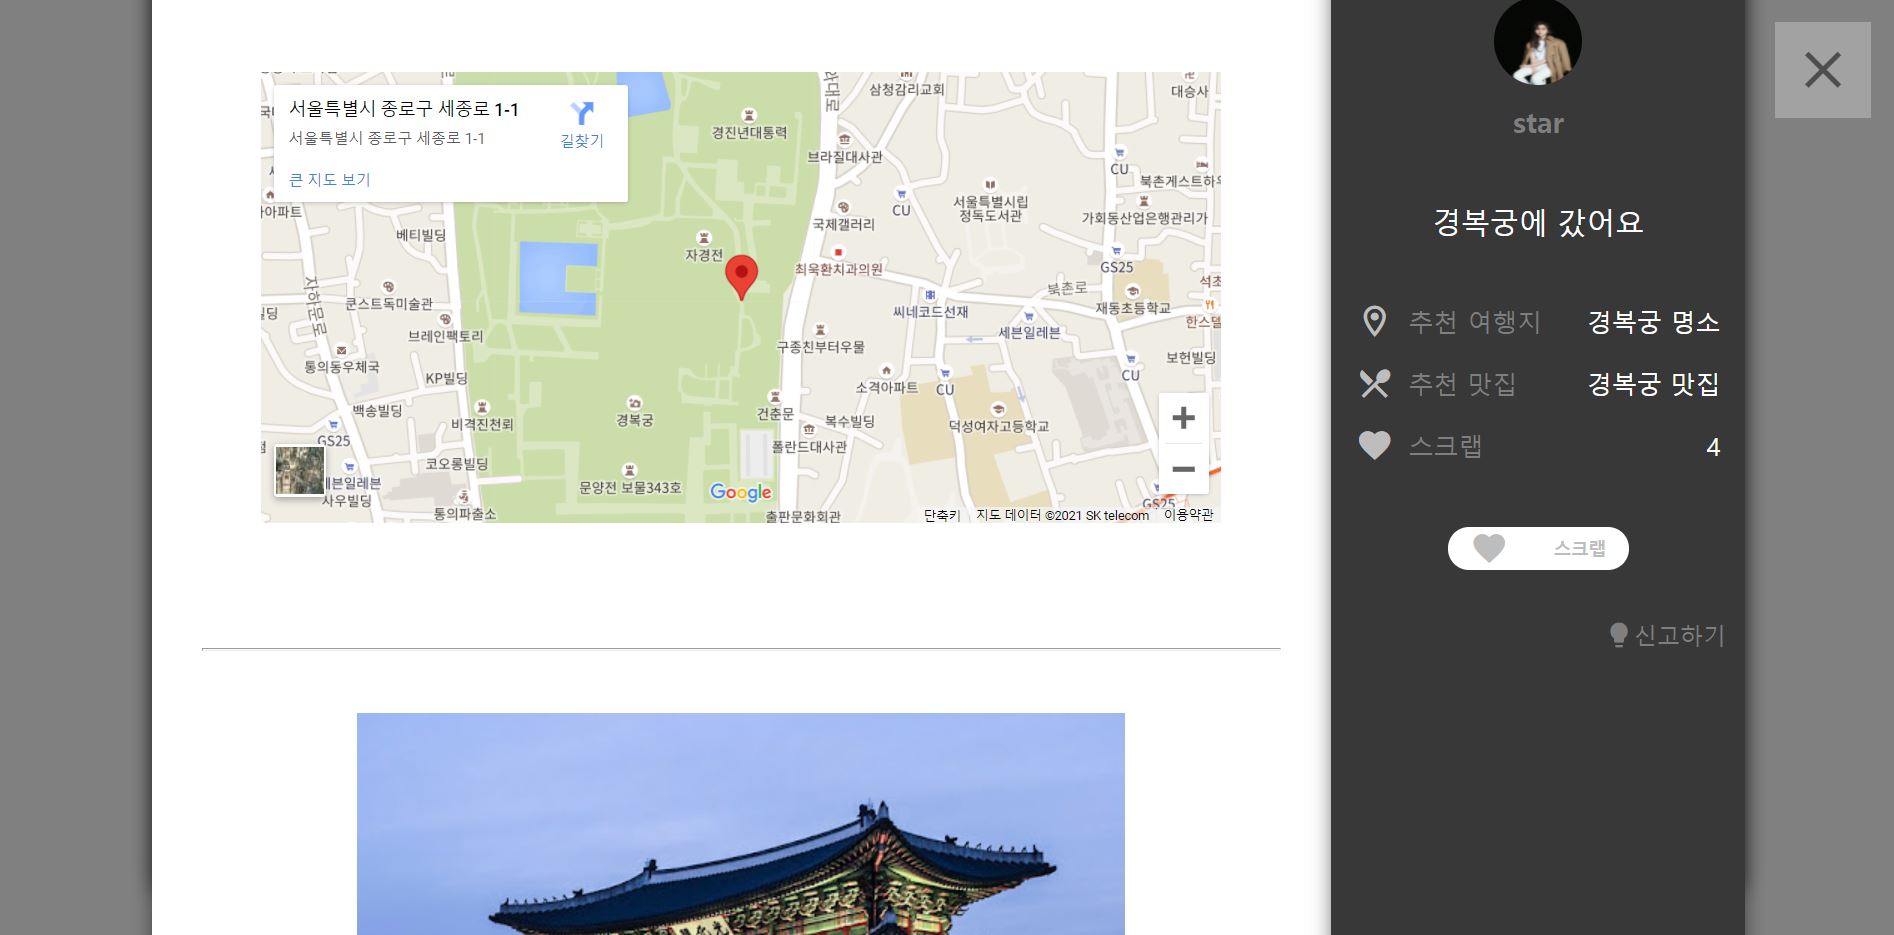 서울특별시 종로구 세종로 1-1
서울특별시 종로구 세종로 1-1
길찾기
큰 지도 보기
삼청감리교회
대승사
경진년대통력
브라질대사관
CU
북촌게스트하우
아파트
CU
서울특별시립
정독도서관
가회동산업은행관리가
국제갤러리
베티빌딩
자경전
최욱환치과의원
GS25
석초
북촌로
자하문로
쿤스트독미술관
씨네코드선재
재동초등학교
빌딩
브레인팩토리
세븐일레븐
한스델
구종친부터우물
보헌빌딩
통의동우체국
KP빌딩
소격아파트
CU
CU
백송빌딩
비격진천뢰
경복궁
건춘문
복수빌딩
덕성여자고등학교
GS25
폴란드대사관
코오롱빌딩
세븐일레븐
사우빌딩
문양전 보물343호
Google
GS25
통의파출소
출판문화회관
단축키
지도 데이터 ©2021 SK telecom
이용약관
star
경복궁에 갔어요
추천 여행지 경복궁 명소
추천 맛집 경복궁 맛집
스크랩 4
스크랩
신고하기